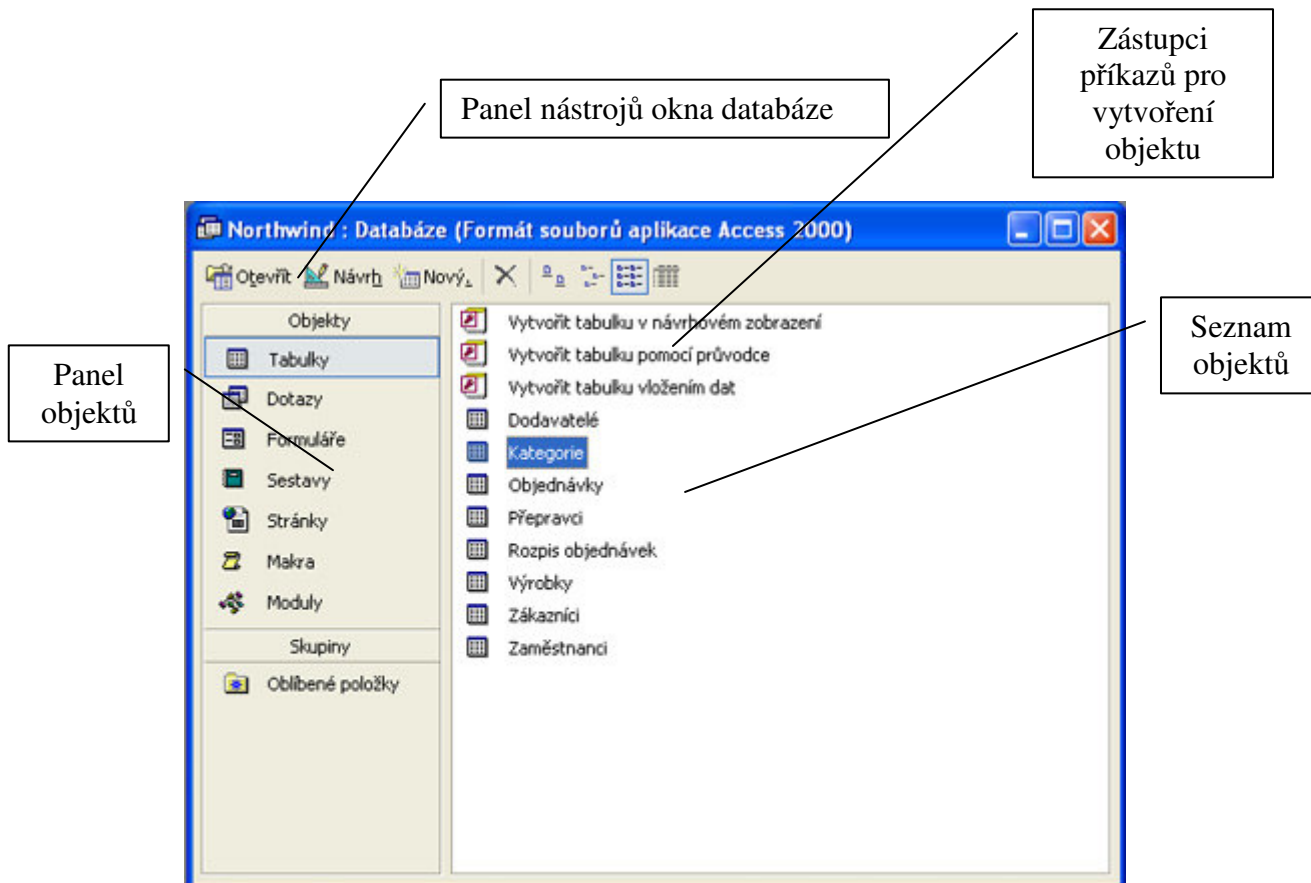 Zástupci
příkazů pro
vytvoření
objektu
Panel nástrojů okna databáze
Northwind : Databáze (Formát souborů aplikace Access 2000)
Otevřít Návrh Nový
Objekty
Tabulky
Dotazy
Formuláře
Sestavy
Stránky
Makra
Moduly
Skupiny
Oblíbené položky
Vytvořit tabulku v návrhovém zobrazení
Vytvořit tabulku pomocí průvodce
Vytvořit tabulku vložením dat
Dodavatelé
Kategorie
Objednávky
Přepravci
Rozpis objednávek
Výrobky
Zákazníci
Zaměstnanci
Panel
objektů
Seznam
objektů